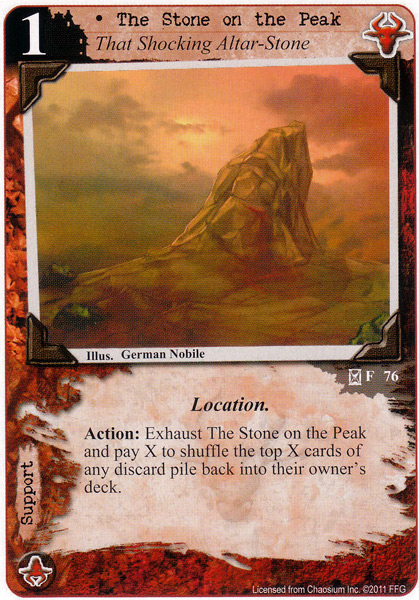 1
• The Stone on the Peak
That Shocking Altar-Stone
Illus. German Nobile
F 76
Location.
Action: Exhaust The Stone on the Peak
and pay X to shuffle the top X cards of
any discard pile back into their owner's
deck.
Support
Licensed from Chaosium Inc. ©2011 FFG